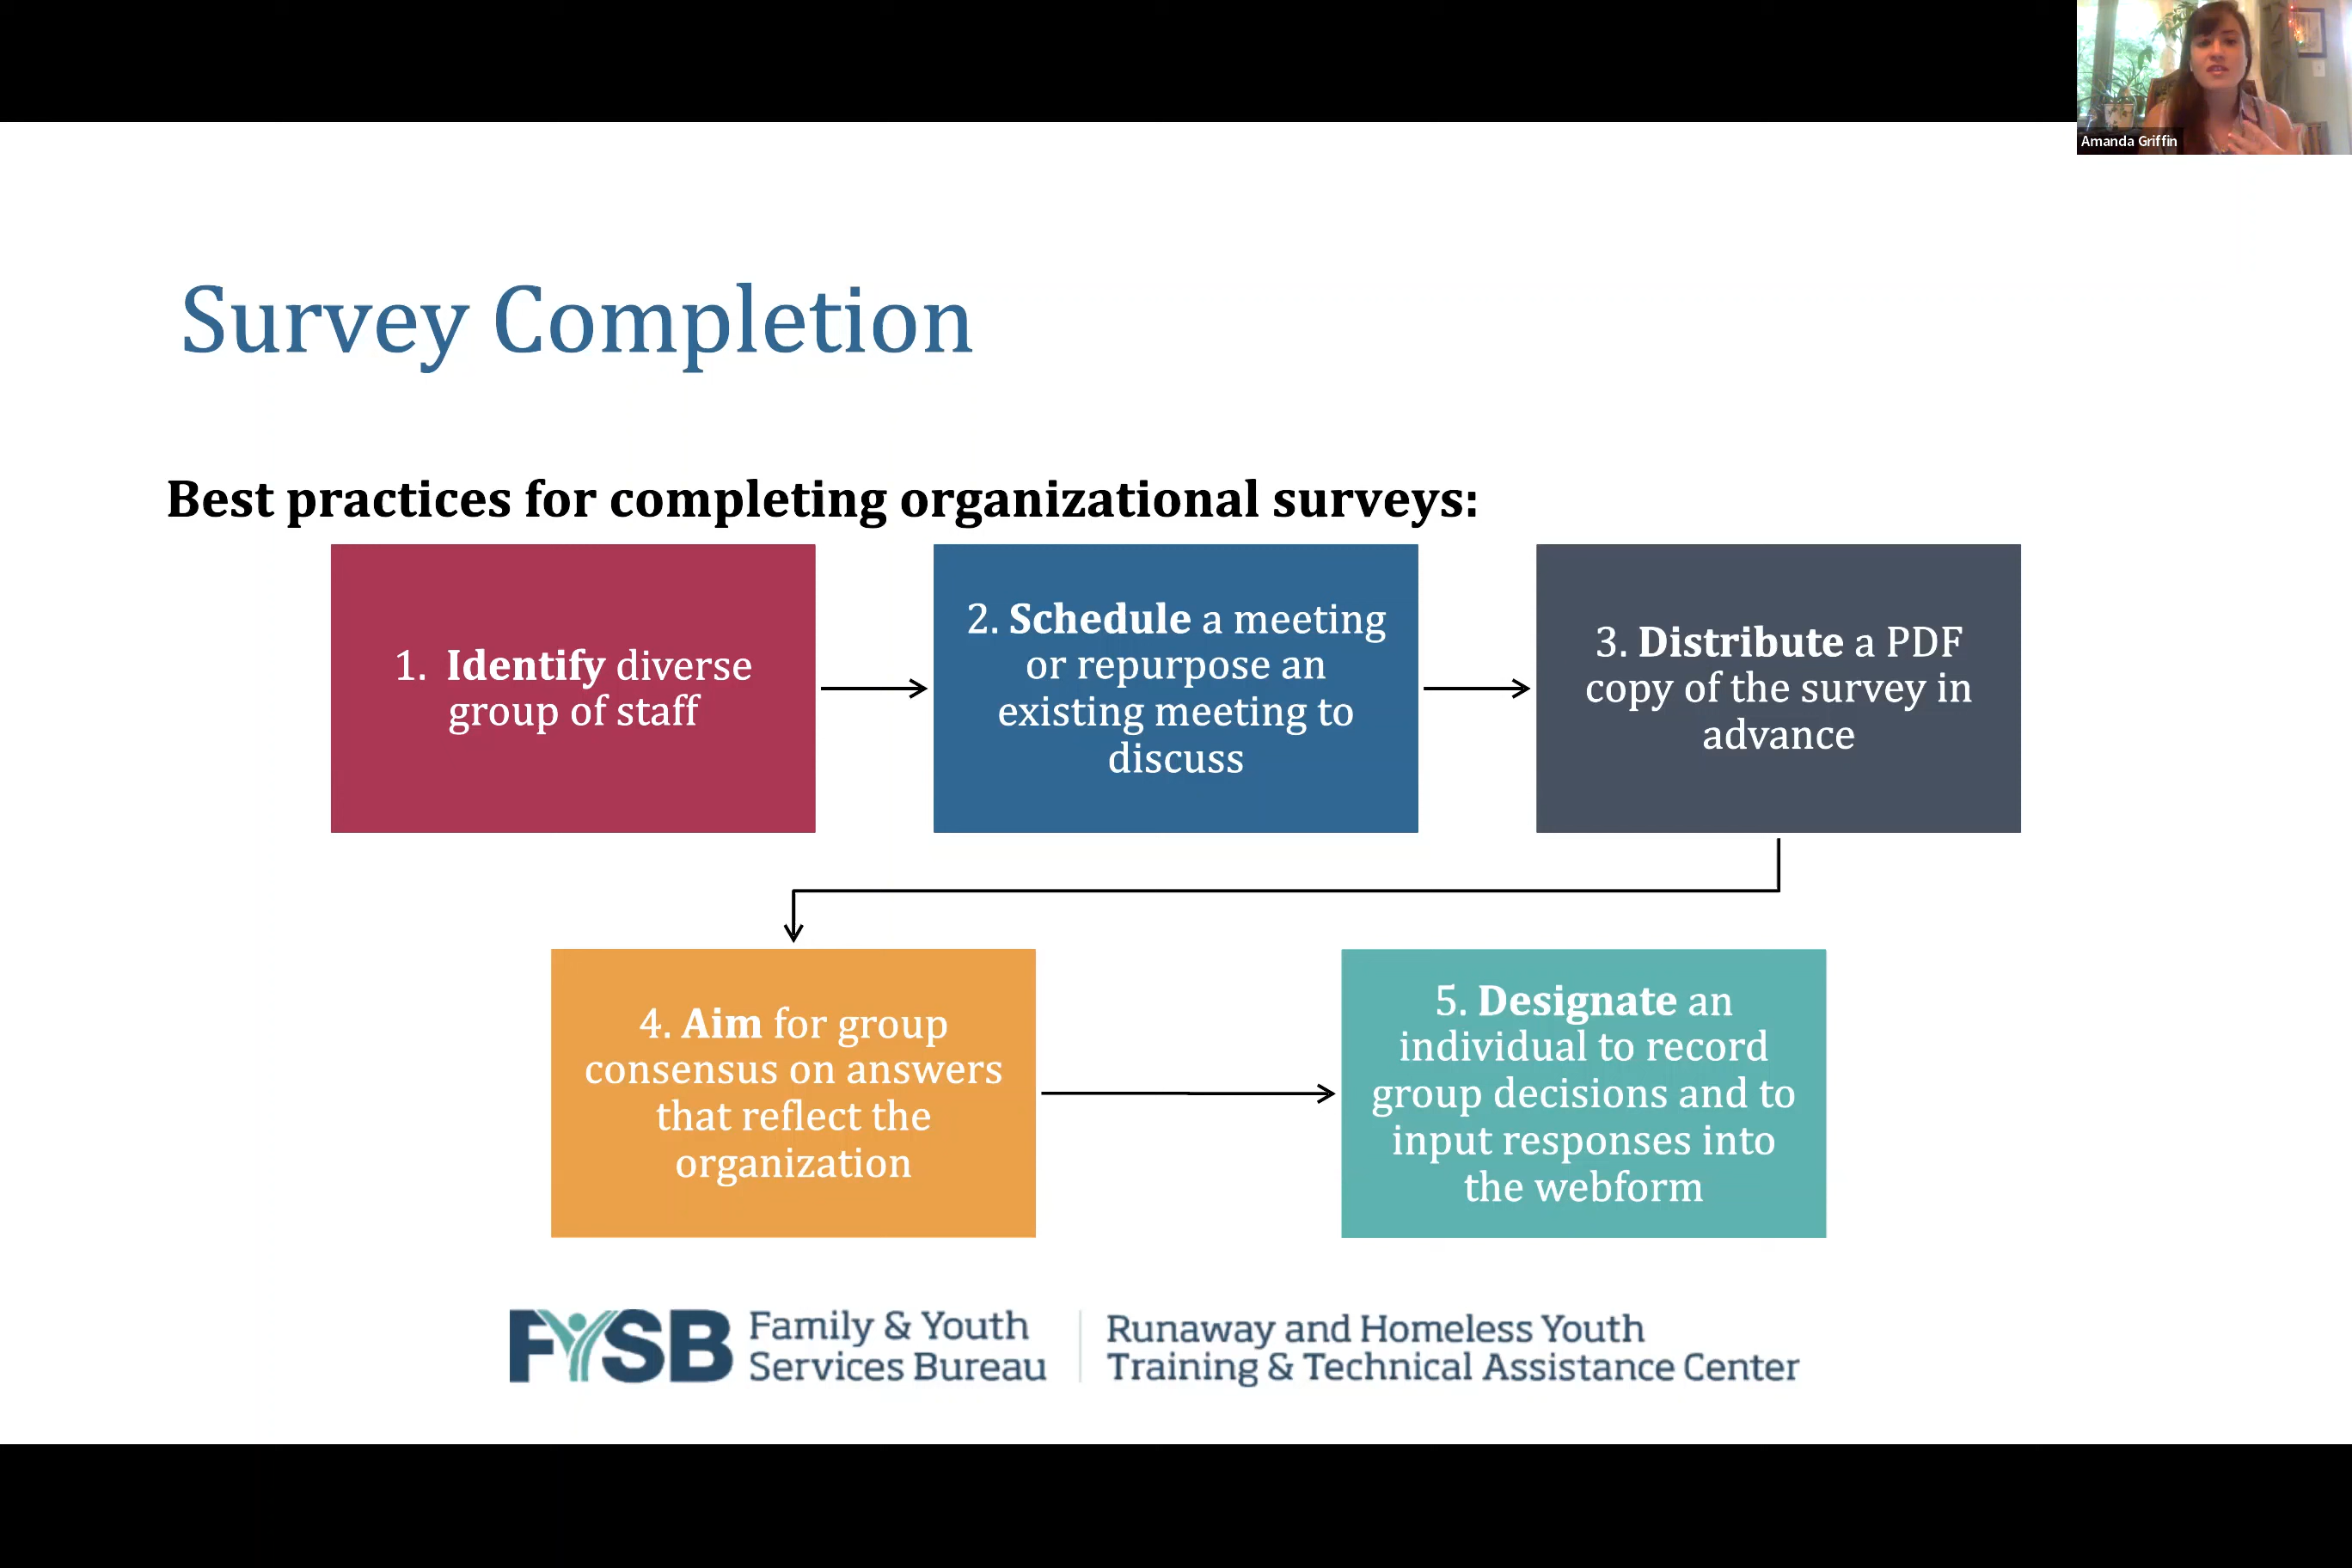 Amanda Griffin
Survey Completion
Best practices for completing organizational surveys:
1. Identify diverse
group of staff
2. Schedule a meeting
or repurpose an
existing meeting to
discuss
3. Distribute a PDF
copy of the survey in
advance
4. Aim for group
consensus on answers
that reflect the
organization
5. Designate an
individual to record
group decisions and to
input responses into
the webform
FYSB
Family & Youth
Services Bureau
Runaway and Homeless Youth
Training & Technical Assistance Center